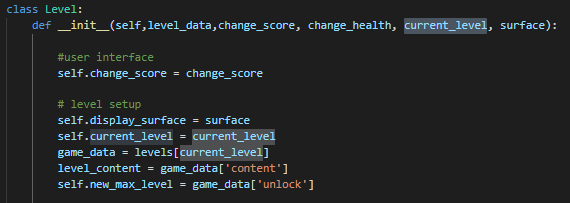 class Level:
def __init__(self,level_data,change_score, change_health, current_level, surface):
#user interface
self.change_score = change_score
# level setup
self.display_surface = surface
self.current_level = current_level
game_data = levels[current_level]
level_content = game_data['content']
self.new_max_level = game_data['unlock']